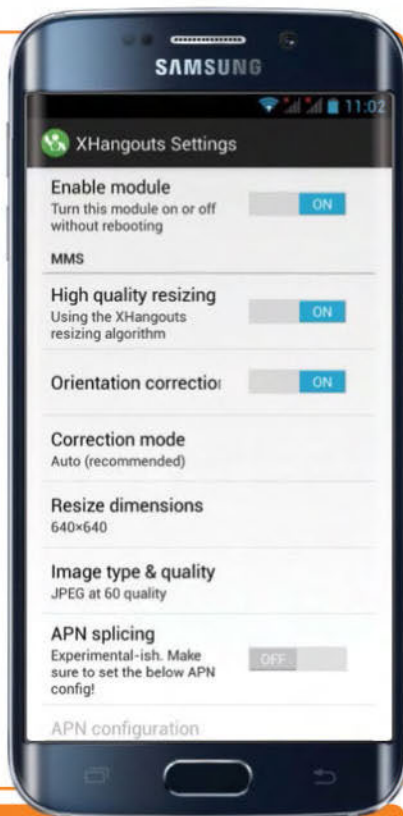 SAMSUNG
11:02
XHangouts Settings
Enable module
Turn this module on or off
without rebooting
ON
MMS
High quality resizing
Using the XHangouts
resizing algorithm
ON
Orientation correction
ON
Correction mode
Auto (recommended)
Resize dimensions
640×640
Image type & quality
JPEG at 60 quality
APN splicing
Experimental-ish. Make
sure to set the below APN
config!
OFF
APN configuration